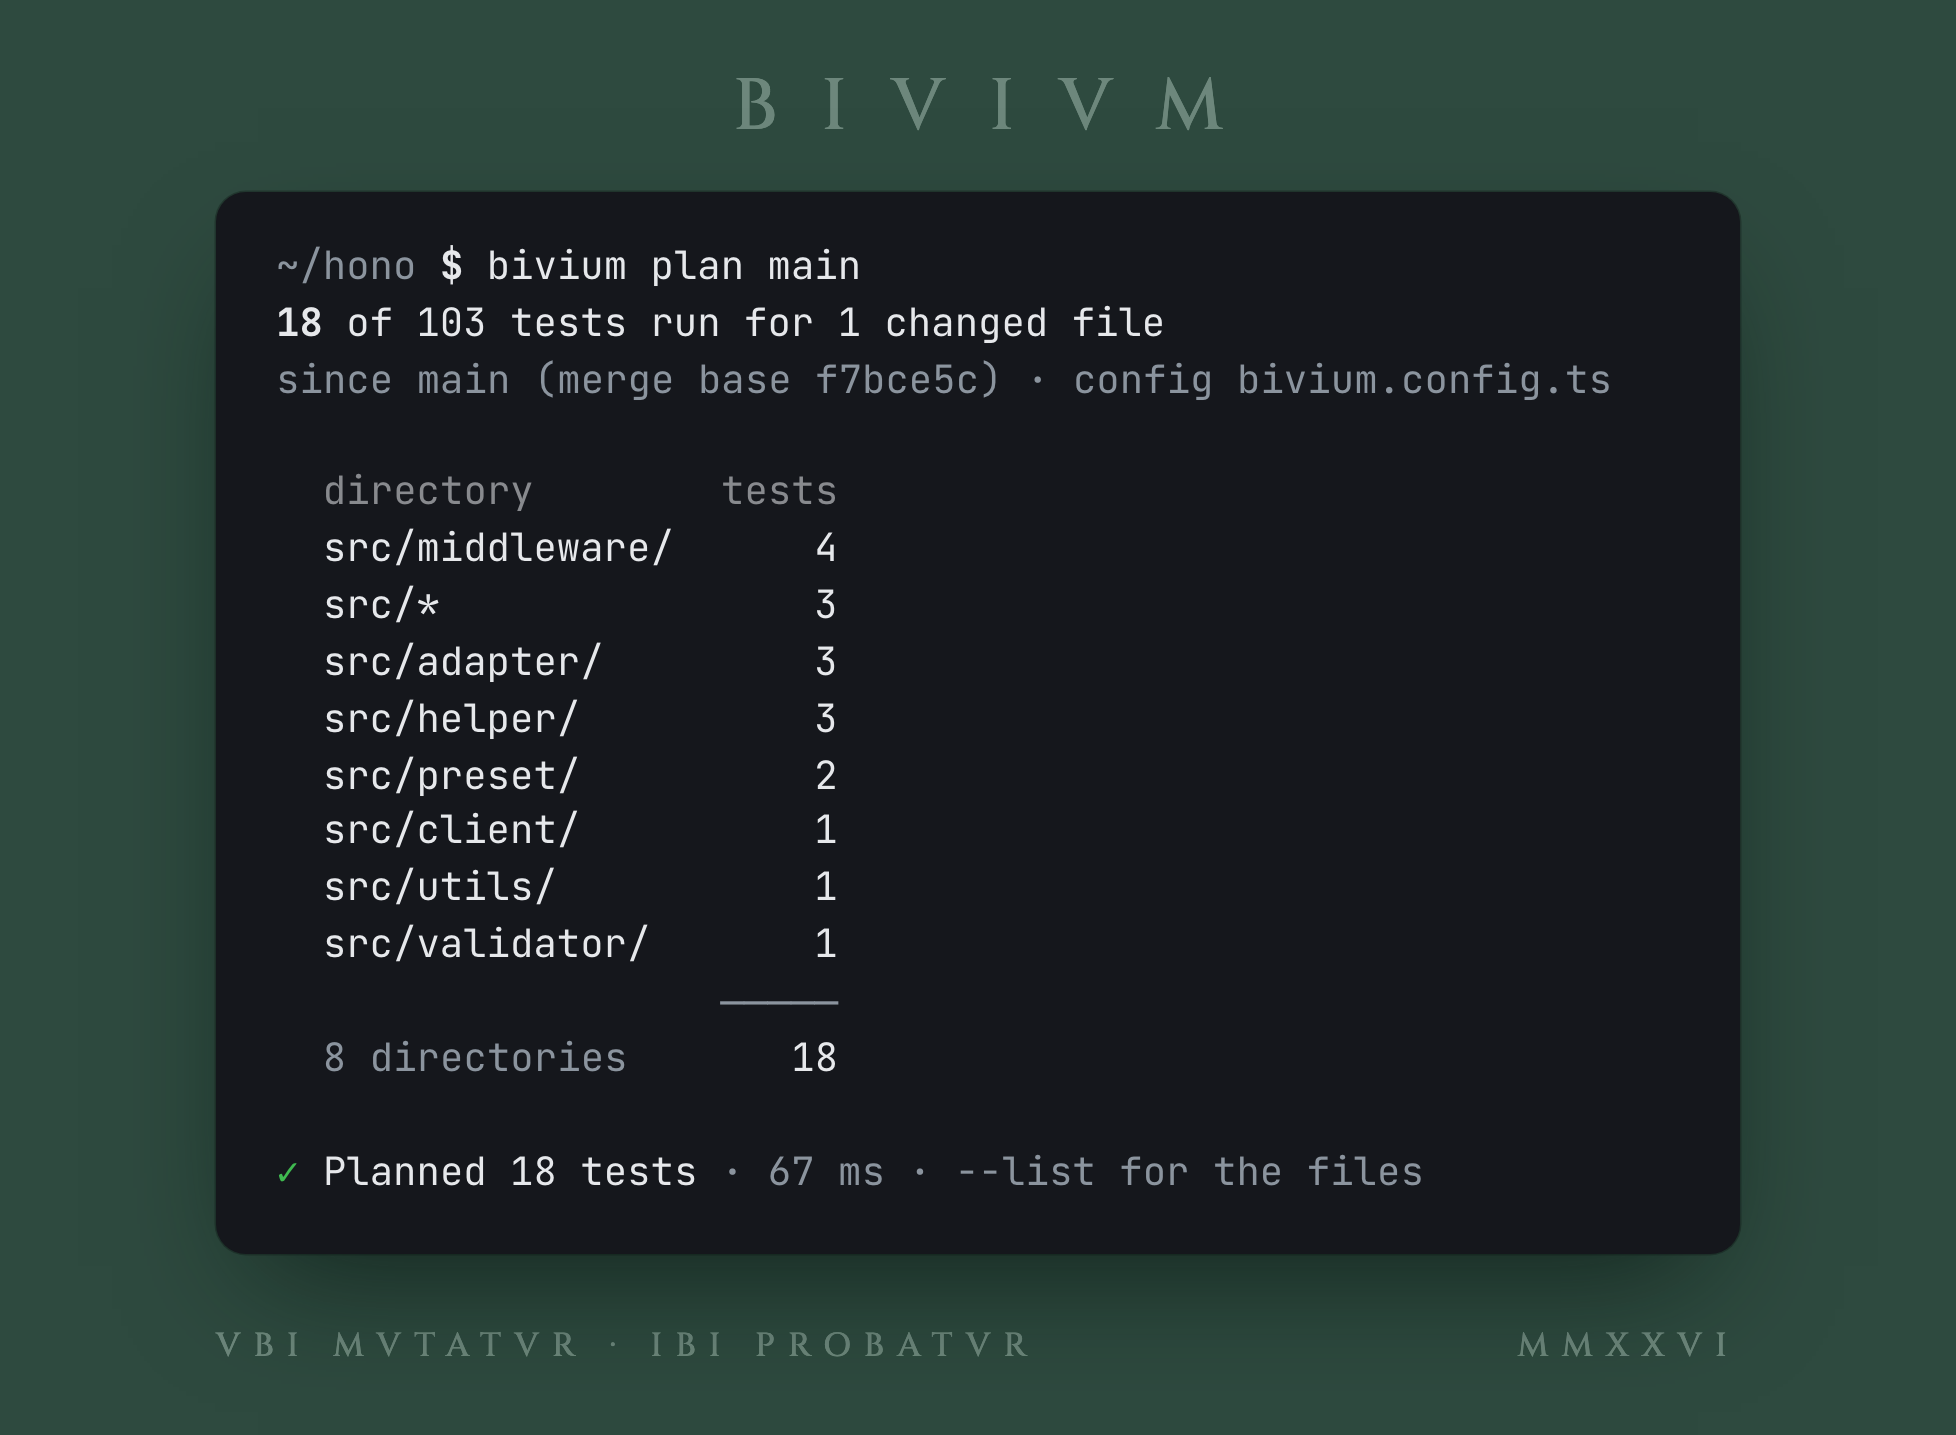 BIVIVM
~/hono $ bivium plan main
18 of 103 tests run for 1 changed file
since main (merge base f7bce5c) · config bivium.config.ts
directory tests
src/middleware/ 4
src/* 3
src/adapter/ 3
src/helper/ 3
src/preset/ 2
src/client/ 1
src/utils/ 1
src/validator/ 1
8 directories 18
✓ Planned 18 tests · 67 ms · --list for the files
VBI MVTATVR · IBI PROBATVR MMXXVI